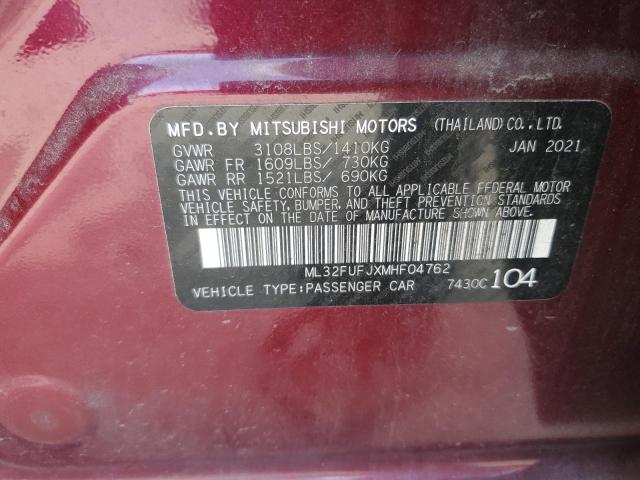 MFD.BY MITSUBISHI MOTORS (THAILAND)CO.,LTD.
GVWR 3108LBS/1410KG JAN 2021
GAWR FR 1609LBS/ 730KG
GAWR RR 1521LBS/ 690KG
THIS VEHICLE CONFORMS TO ALL APPLICABLE FEDERAL MOTOR
VEHICLE SAFETY, BUMPER, AND THEFT PREVENTION STANDARDS
IN EFFECT ON THE DATE OF MANUFACTURE SHOWN ABOVE.
ML32FUFJXMHF04762
VEHICLE TYPE:PASSENGER CAR 7430C 104